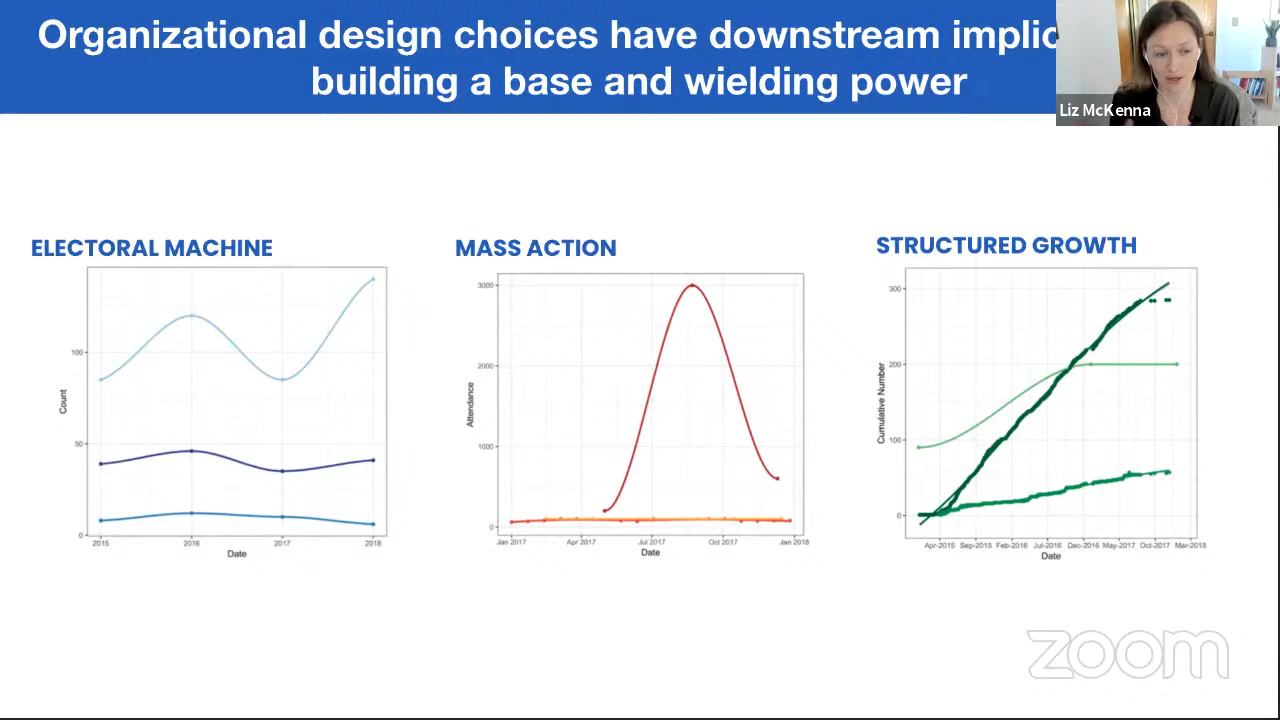 Organizational design choices have downstream
building a base and wielding power
Liz McKenna
ELECTORAL MACHINE
MASS ACTION
STRUCTURED GROWTH
100
50
0
Count
2015 2016 2017 2018
Date
3000
2000
1000
0
Attendance
Jan 2017 Apr 2017 Jul 2017 Oct 2017 Jan 2018
Date
300
200
100
0
Cumulative Number
Apr-2015 Sep-2015 Feb-2016 Jul-2016 Dec-2016 May-2017 Oct-2017 Mar-2018
Date
zoom